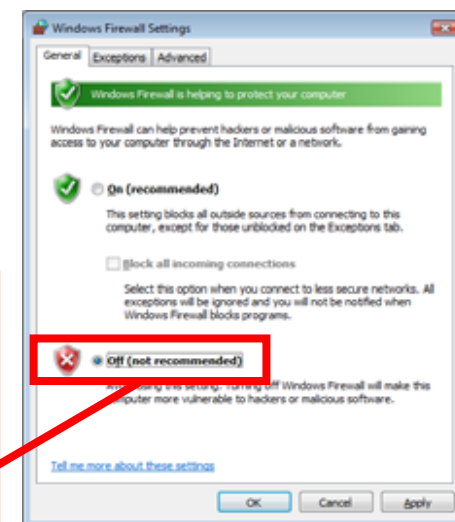 Windows Firewall Settings
General Exceptions Advanced
Windows Firewall is helping to protect your computer
Windows Firewall can help prevent hackers or malicious software from gaining
access to your computer through the Internet or a network.
On (recommended)
This setting blocks all outside sources from connecting to this
computer, except for those unblocked on the Exceptions tab.
Block all incoming connections
Select this option when you connect to less secure networks. All
exceptions will be ignored and you will not be notified when
Windows Firewall blocks programs.
Off (not recommended)
using this setting. Turning off Windows Firewall will make this
computer more vulnerable to hackers or malicious software.
Tell me more about these settings
OK Cancel Apply